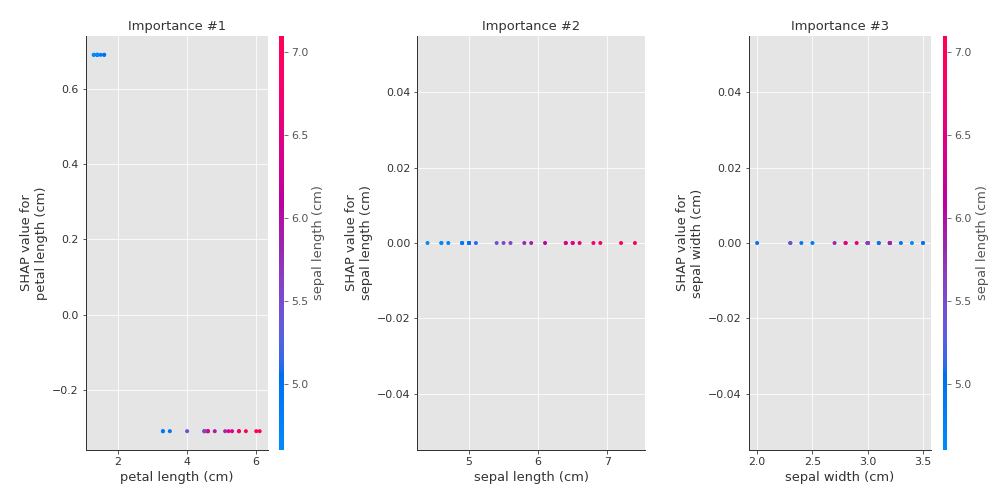 Importance #1
0.6
0.4
0.2
0.0
−0.2
SHAP value for
petal length (cm)
2
4
6
petal length (cm)
7.0
6.5
6.0
5.5
5.0
sepal length (cm)
Importance #2
0.04
0.02
0.00
−0.02
−0.04
SHAP value for
sepal length (cm)
5
6
7
sepal length (cm)
Importance #3
0.04
0.02
0.00
−0.02
−0.04
SHAP value for
sepal width (cm)
2.0
2.5
3.0
3.5
sepal width (cm)
7.0
6.5
6.0
5.5
5.0
sepal length (cm)